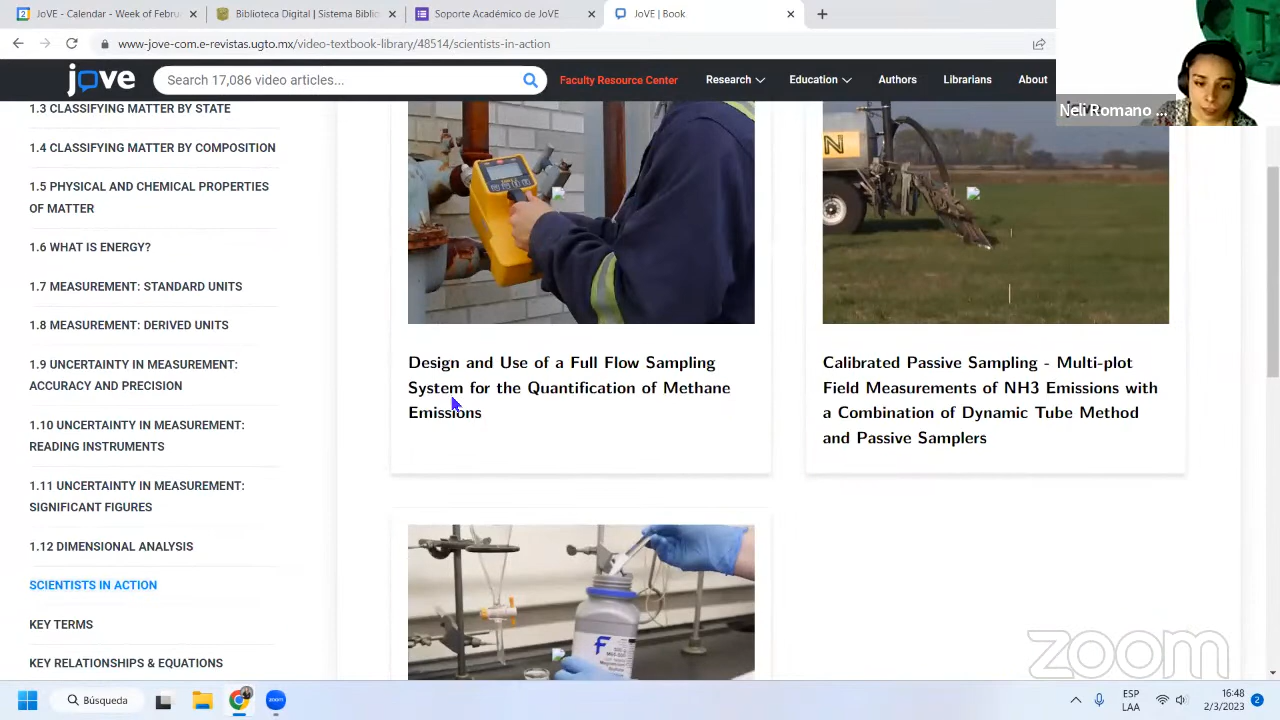 JoVE - Calendar - Week of Febru
Biblioteca Digital | Sistema Biblio
Soporte Académico de JoVE
JoVE | Book
www-jove-com.e-revistas.ugto.mx/video-textbook-library/48514/scientists-in-action
jove
Search 17,086 video articles...
Faculty Resource Center
Research
Education
Authors
Librarians
About
Neli Romano ...
1.3 CLASSIFYING MATTER BY STATE
1.4 CLASSIFYING MATTER BY COMPOSITION
1.5 PHYSICAL AND CHEMICAL PROPERTIES
OF MATTER
1.6 WHAT IS ENERGY?
1.7 MEASUREMENT: STANDARD UNITS
1.8 MEASUREMENT: DERIVED UNITS
1.9 UNCERTAINTY IN MEASUREMENT:
ACCURACY AND PRECISION
1.10 UNCERTAINTY IN MEASUREMENT:
READING INSTRUMENTS
1.11 UNCERTAINTY IN MEASUREMENT:
SIGNIFICANT FIGURES
1.12 DIMENSIONAL ANALYSIS
SCIENTISTS IN ACTION
KEY TERMS
KEY RELATIONSHIPS & EQUATIONS
N
Design and Use of a Full Flow Sampling
System for the Quantification of Methane
Emissions
Calibrated Passive Sampling - Multi-plot
Field Measurements of NH3 Emissions with
a Combination of Dynamic Tube Method
and Passive Samplers
F
zoom
Búsqueda
zoom
ESP
LAA
16:48
2/3/2023
2